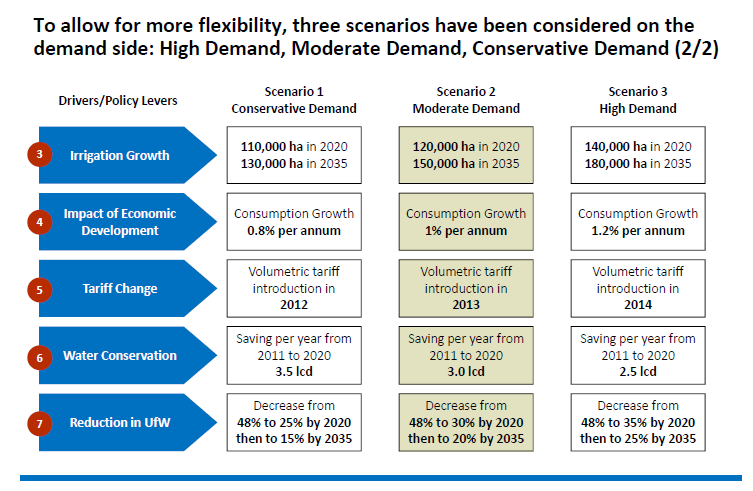 To allow for more flexibility, three scenarios have been considered on the
demand side: High Demand, Moderate Demand, Conservative Demand (2/2)
Drivers/Policy Levers
Scenario 1
Conservative Demand
Scenario 2
Moderate Demand
Scenario 3
High Demand
3
Irrigation Growth
110,000 ha in 2020
130,000 ha in 2035
120,000 ha in 2020
150,000 ha in 2035
140,000 ha in 2020
180,000 ha in 2035
4
Impact of Economic
Development
Consumption Growth
0.8% per annum
Consumption Growth
1% per annum
Consumption Growth
1.2% per annum
5
Tariff Change
Volumetric tariff
introduction in
2012
Volumetric tariff
introduction in
2013
Volumetric tariff
introduction in
2014
6
Water Conservation
Saving per year from
2011 to 2020
3.5 lcd
Saving per year from
2011 to 2020
3.0 lcd
Saving per year from
2011 to 2020
2.5 lcd
7
Reduction in UfW
Decrease from
48% to 25% by 2020
then to 15% by 2035
Decrease from
48% to 30% by 2020
then to 20% by 2035
Decrease from
48% to 35% by 2020
then to 25% by 2035